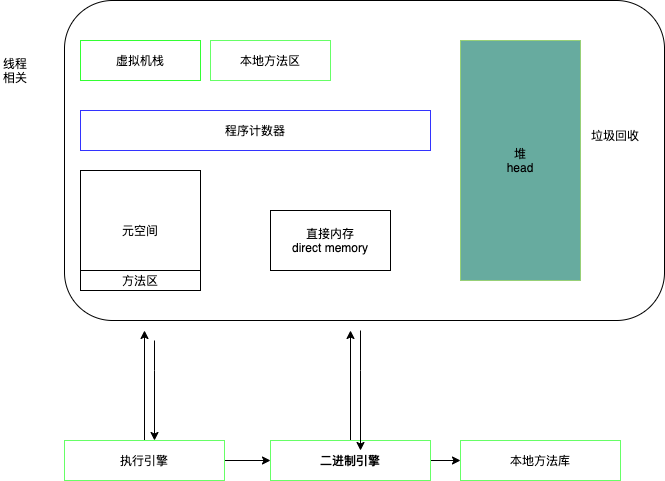 线程
相关
虚拟机栈
本地方法区
程序计数器
堆
head
垃圾回收
元空间
方法区
直接内存
direct memory
执行引擎
二进制引擎
本地方法库